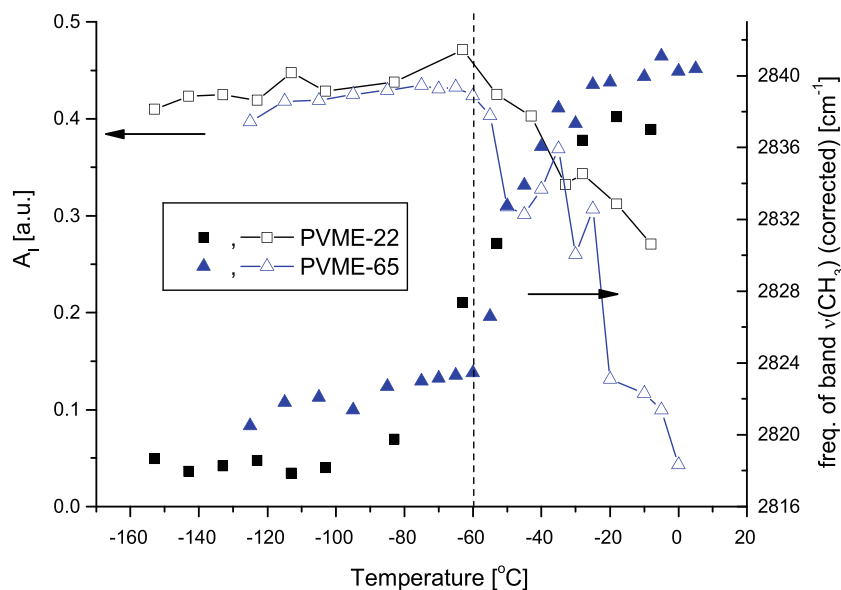 0.5
0.4
0.3
0.2
0.1
0.0
A_I [a.u.]
, PVME-22
, PVME-65
2840
2836
2832
2828
2824
2820
2816
freq. of band ν(CH₃) (corrected) [cm⁻¹]
-160 -140 -120 -100 -80 -60 -40 -20 0 20
Temperature [°C]